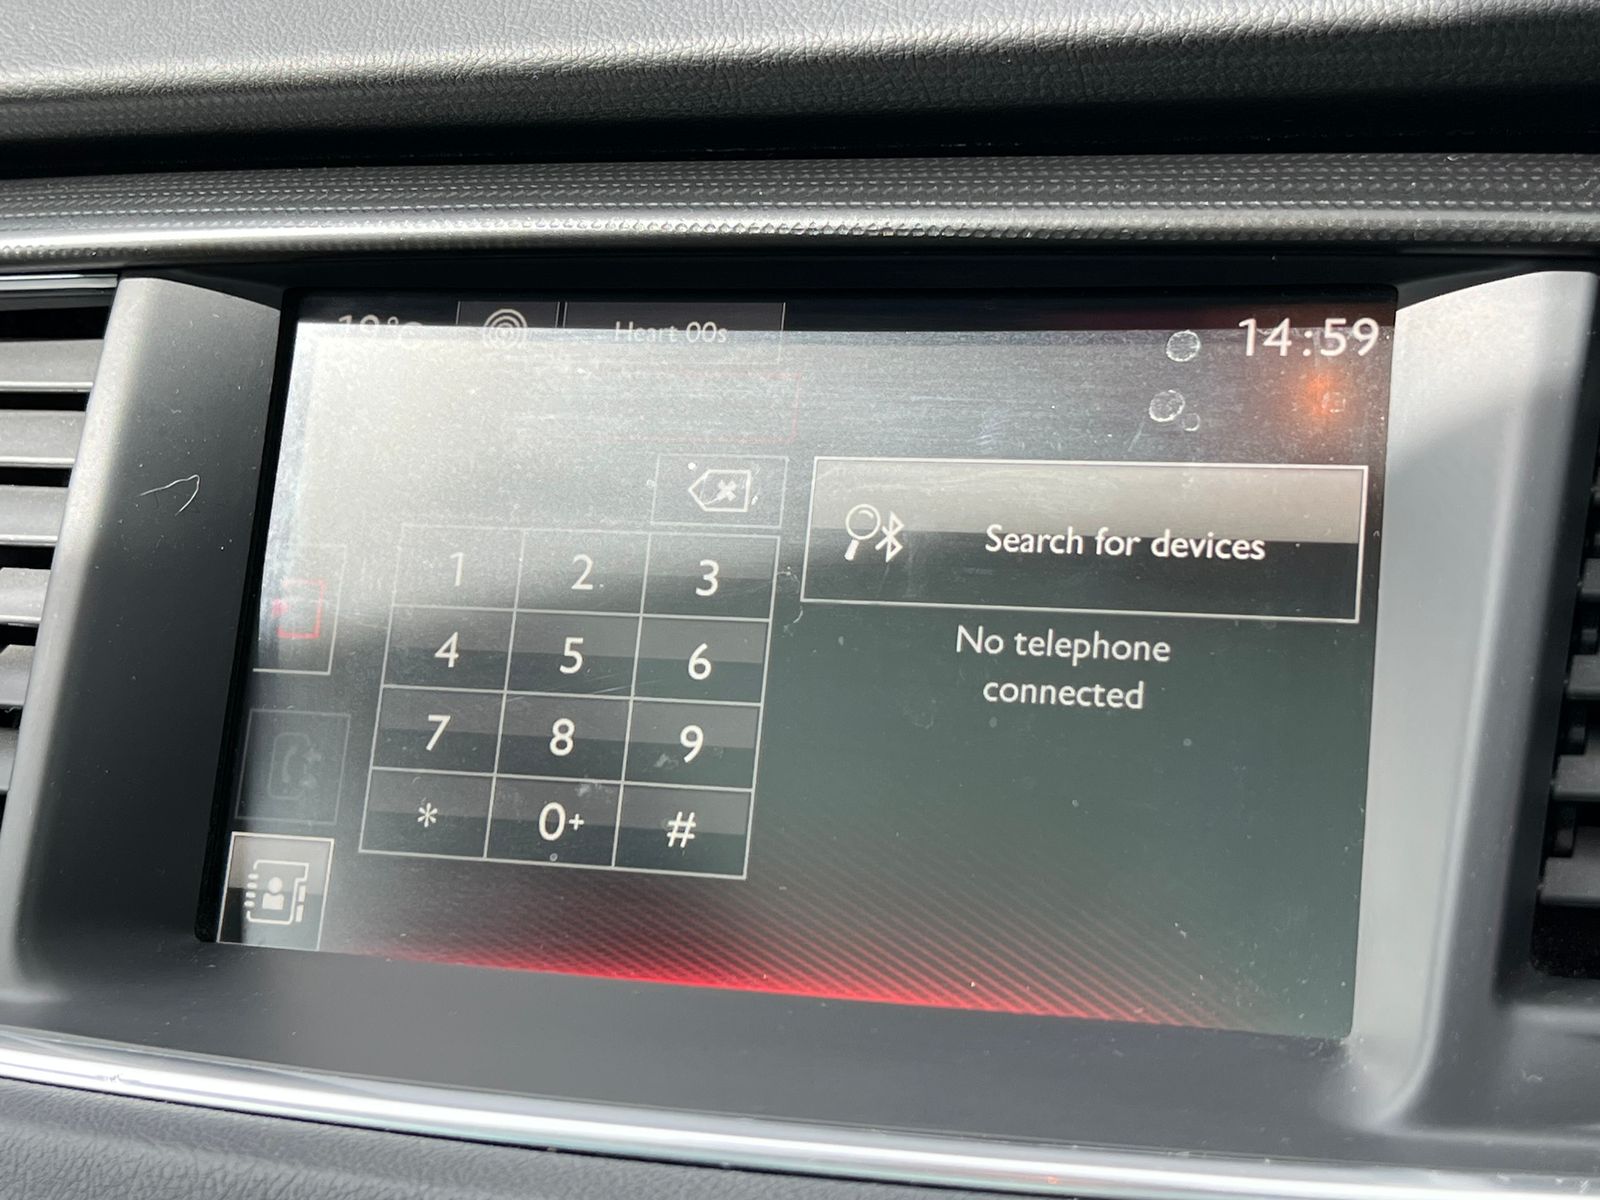 Heart 00s
14:59
Search for devices
No telephone
connected
1 2 3
4 5 6
7 8 9
* 0+ #